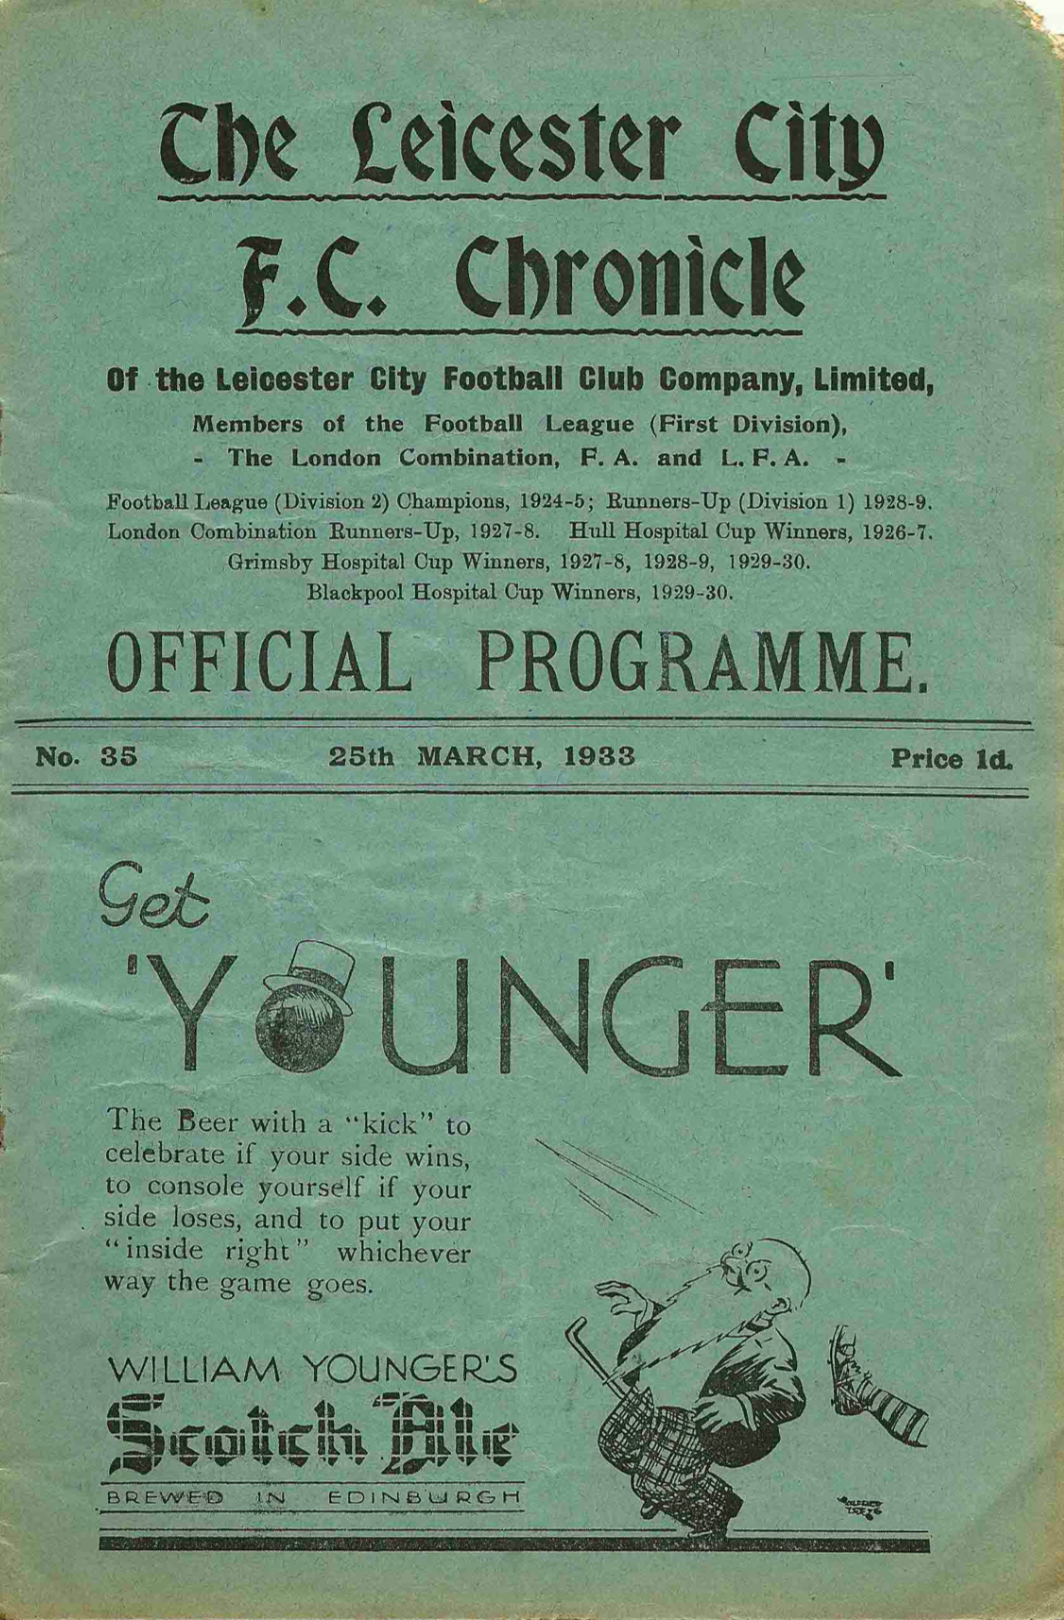 The Leicester City
F.C. Chronicle
Of the Leicester City Football Club Company, Limited,
Members of the Football League (First Division),
- The London Combination, F. A. and L. F. A. -
Football League (Division 2) Champions, 1924-5; Runners-Up (Division 1) 1928-9.
London Combination Runners-Up, 1927-8. Hull Hospital Cup Winners, 1926-7.
Grimsby Hospital Cup Winners, 1927-8, 1928-9, 1929-30.
Blackpool Hospital Cup Winners, 1929-30.
OFFICIAL PROGRAMME.
No. 35 25th MARCH, 1933 Price 1d.
Get
'YOUNGER'
The Beer with a "kick" to
celebrate if your side wins,
to console yourself if your
side loses, and to put your
"inside right" whichever
way the game goes.
WILLIAM YOUNGER'S
Scotch Ale
BREWED IN EDINBURGH